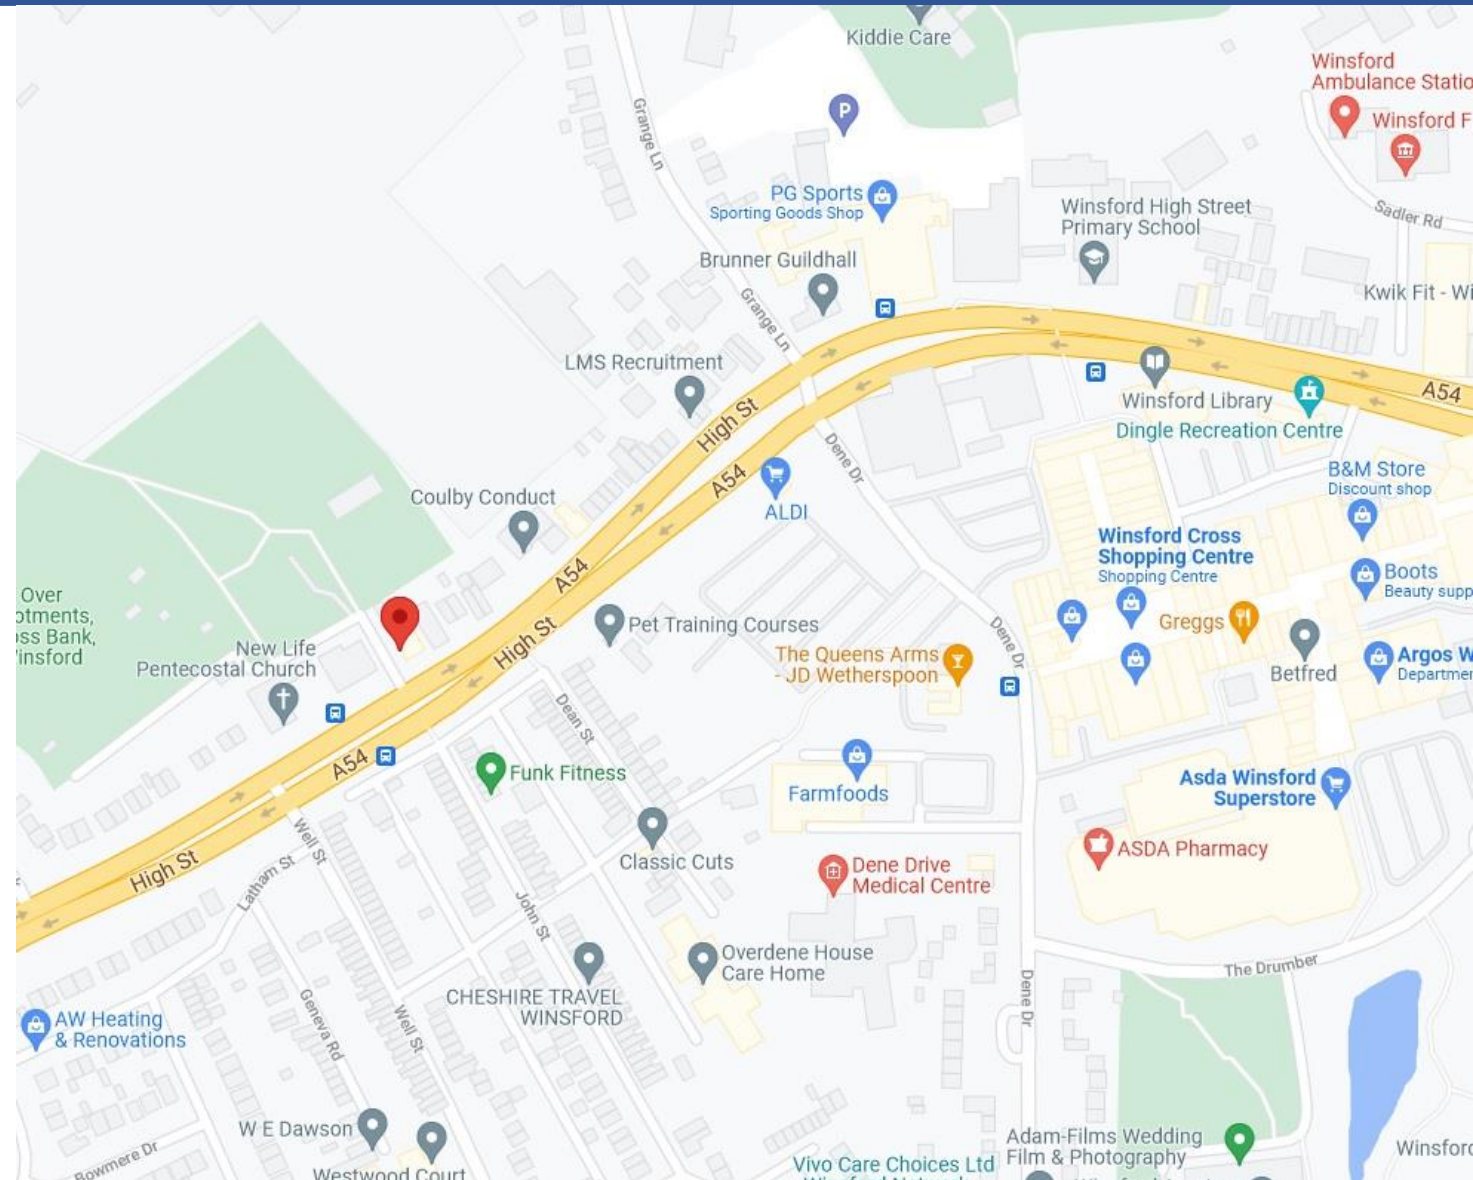 Kiddie Care
Winsford
Ambulance Statio
Winsford F
Grange Ln
P
PG Sports
Sporting Goods Shop
Winsford High Street
Primary School
Sadler Rd
Brunner Guildhall
Grange Ln
Kwik Fit - Wi
LMS Recruitment
High St
A54
Winsford Library
Dingle Recreation Centre
Dene Dr
A54
ALDI
B&M Store
Discount shop
Coulby Conduct
Winsford Cross
Shopping Centre
Shopping Centre
A54
Boots
Beauty supp
Over
otments,
oss Bank,
insford
High St
Pet Training Courses
Greggs
Dene Dr
New Life
Pentecostal Church
The Queens Arms
- JD Wetherspoon
Betfred
Argos W
Departmen
Dean St
A54
Funk Fitness
Farmfoods
Asda Winsford
Superstore
Well St
High St
Latham St
Classic Cuts
Dene Drive
Medical Centre
ASDA Pharmacy
John St
Overdene House
Care Home
The Drumber
CHESHIRE TRAVEL
WINSFORD
Dene Dr
AW Heating
& Renovations
Geneva Rd
Well St
W E Dawson
Bowmere Dr
Westwood Court
Vivo Care Choices Ltd
Adam-Films Wedding
Film & Photography
Winsford